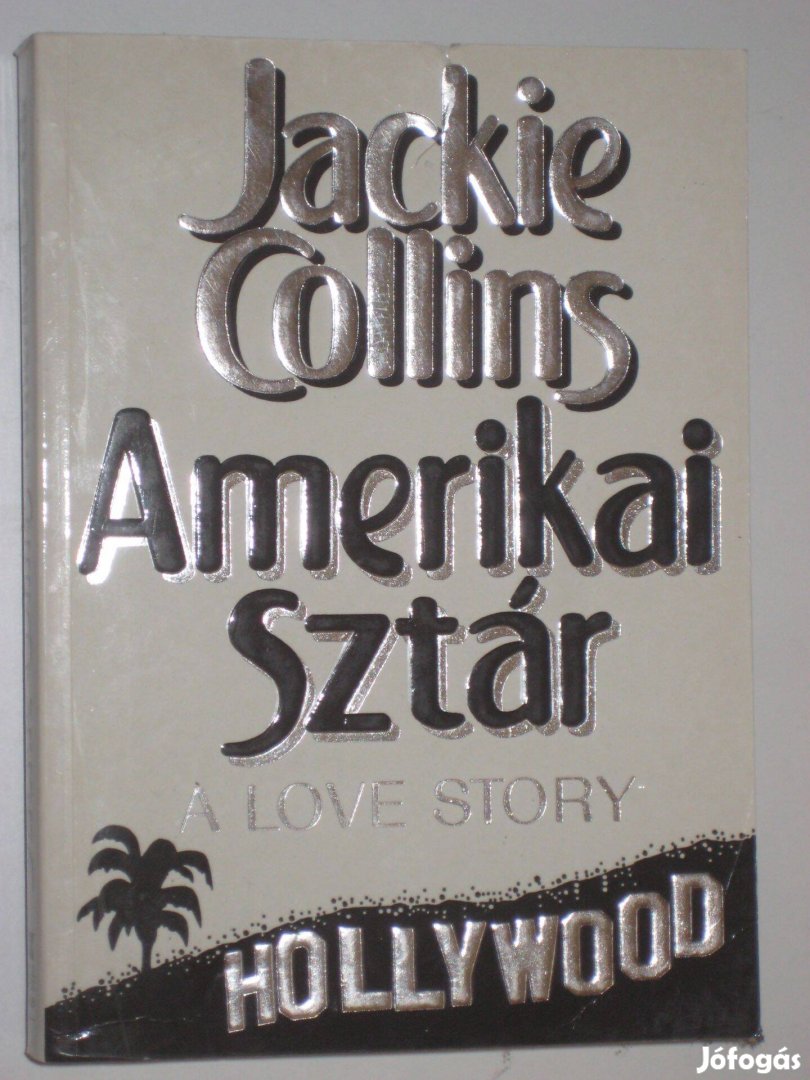 Jackie
Collins
Amerikai
Sztár
A LOVE STORY
HOLLYWOOD
Jófogás